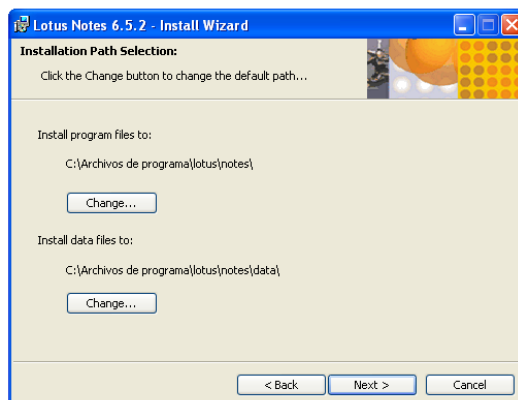 Lotus Notes 6.5.2 - Install Wizard
Installation Path Selection:
Click the Change button to change the default path...
Install program files to:
C:\Archivos de programa\lotus\notes\
Change...
Install data files to:
C:\Archivos de programa\lotus\notes\data\
Change...
< Back Next > Cancel